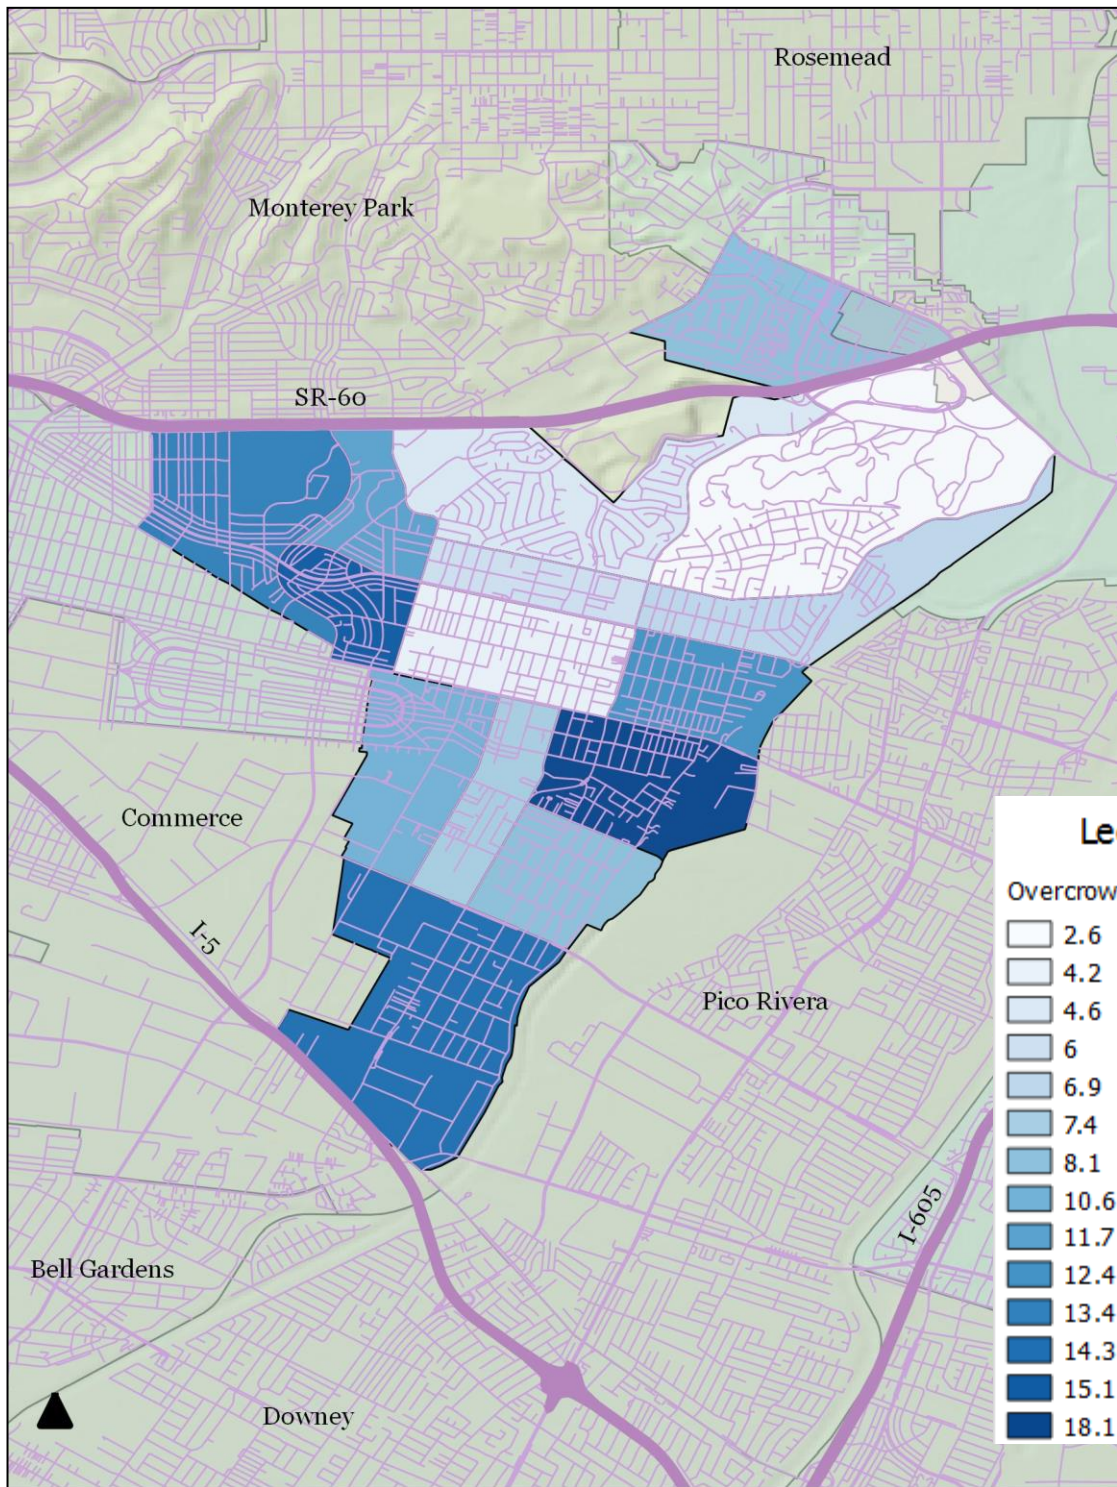 Rosemead
Monterey Park
SR-60
Commerce
I-5
Pico Rivera
I-605
Bell Gardens
Downey
Le
Overcrow
2.6
4.2
4.6
6
6.9
7.4
8.1
10.6
11.7
12.4
13.4
14.3
15.1
18.1